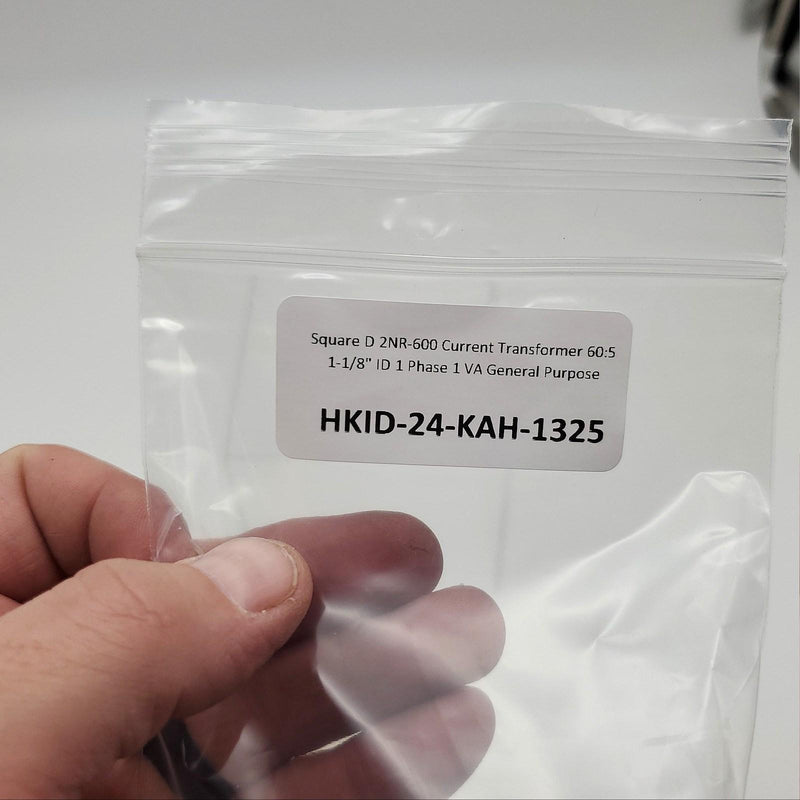 Square D 2NR-600 Current Transformer 60:5
1-1/8" ID 1 Phase 1 VA General Purpose
HKID-24-KAH-1325